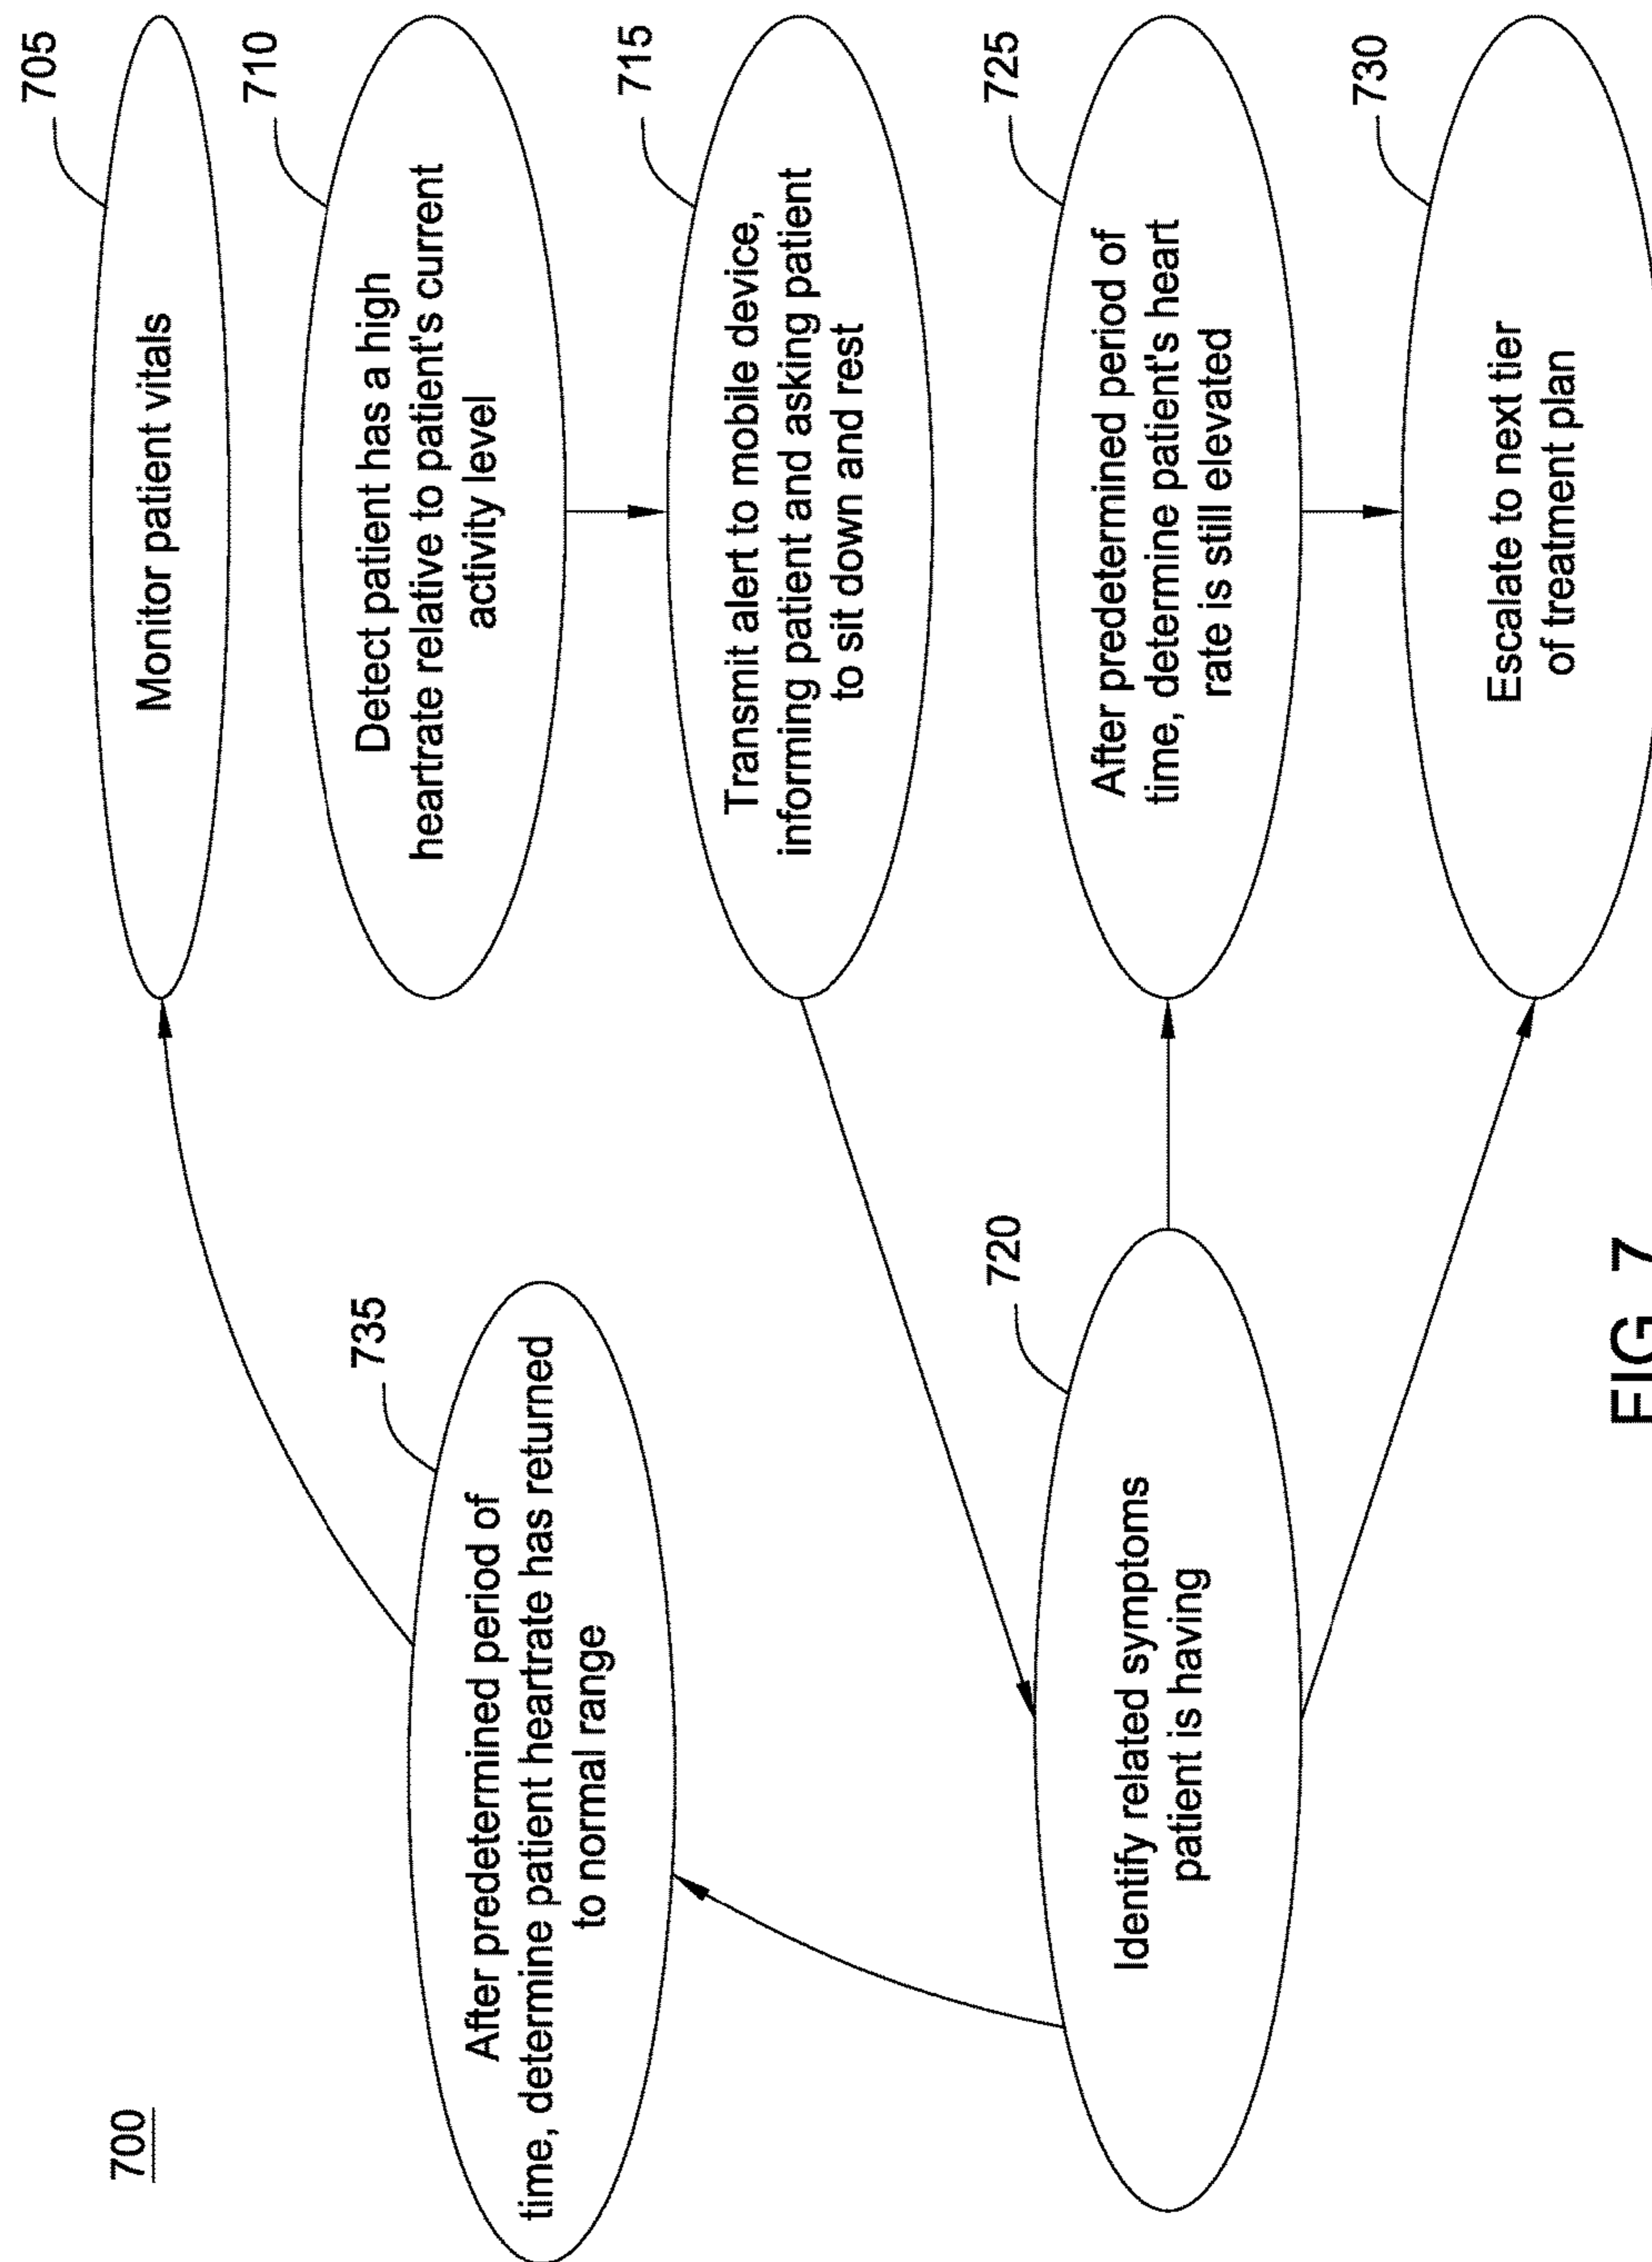 700
705
Monitor patient vitals
710
Detect patient has a high
heartrate relative to patient's current
activity level
715
Transmit alert to mobile device,
informing patient and asking patient
to sit down and rest
735
After predetermined period of
time, determine patient heartrate has returned
to normal range
720
Identify related symptoms
patient is having
725
After predetermined period of
time, determine patient's heart
rate is still elevated
730
Escalate to next tier
of treatment plan
FIG. 7